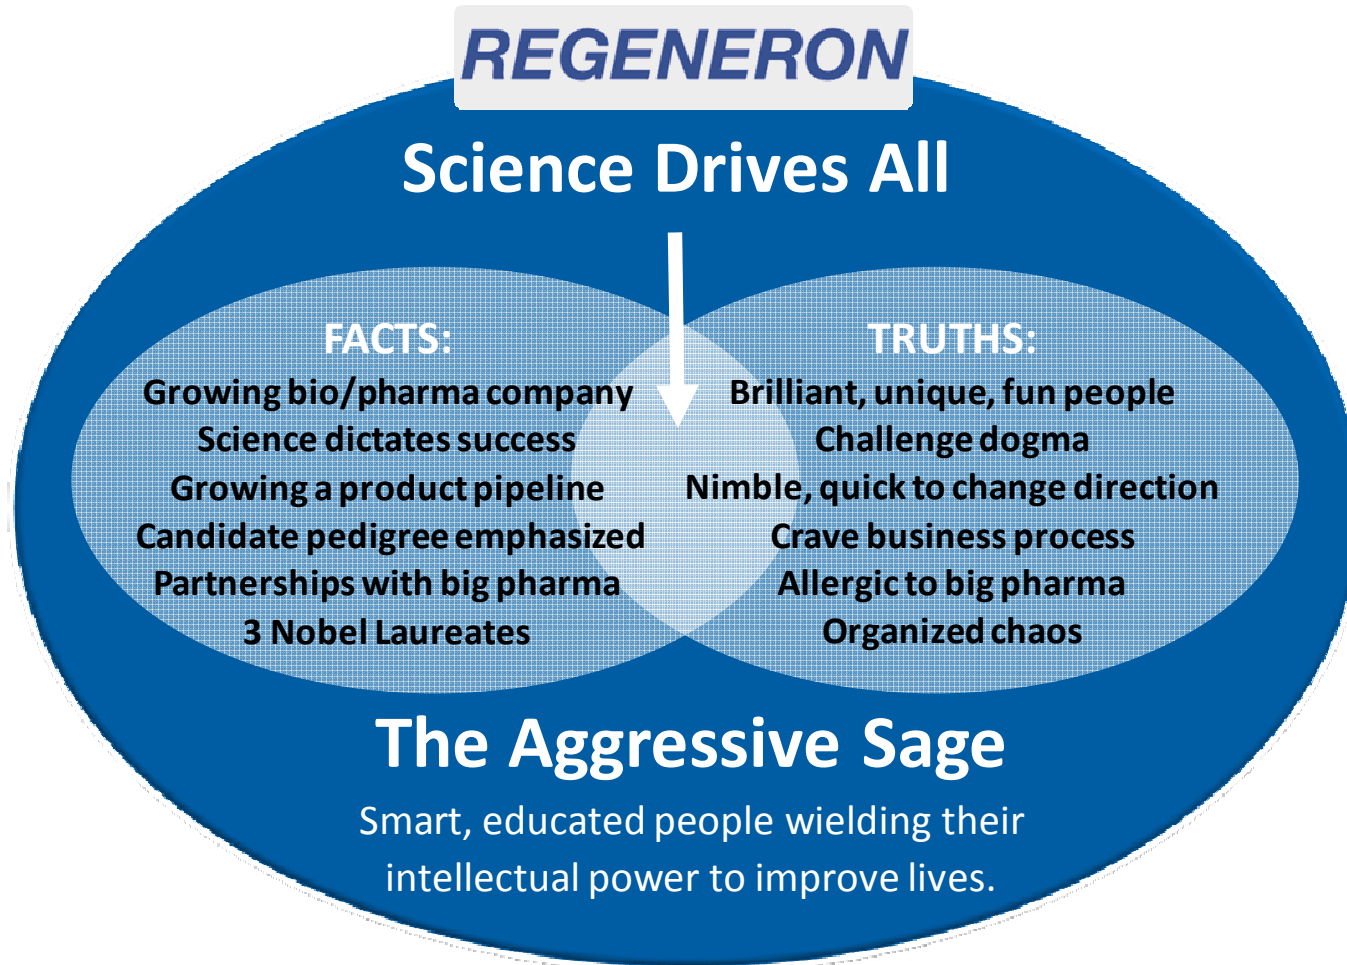 REGENERON
Science Drives All
FACTS:
Growing bio/pharma company
Science dictates success
Growing a product pipeline
Candidate pedigree emphasized
Partnerships with big pharma
3 Nobel Laureates
TRUTHS:
Brilliant, unique, fun people
Challenge dogma
Nimble, quick to change direction
Crave business process
Allergic to big pharma
Organized chaos
The Aggressive Sage
Smart, educated people wielding their
intellectual power to improve lives.